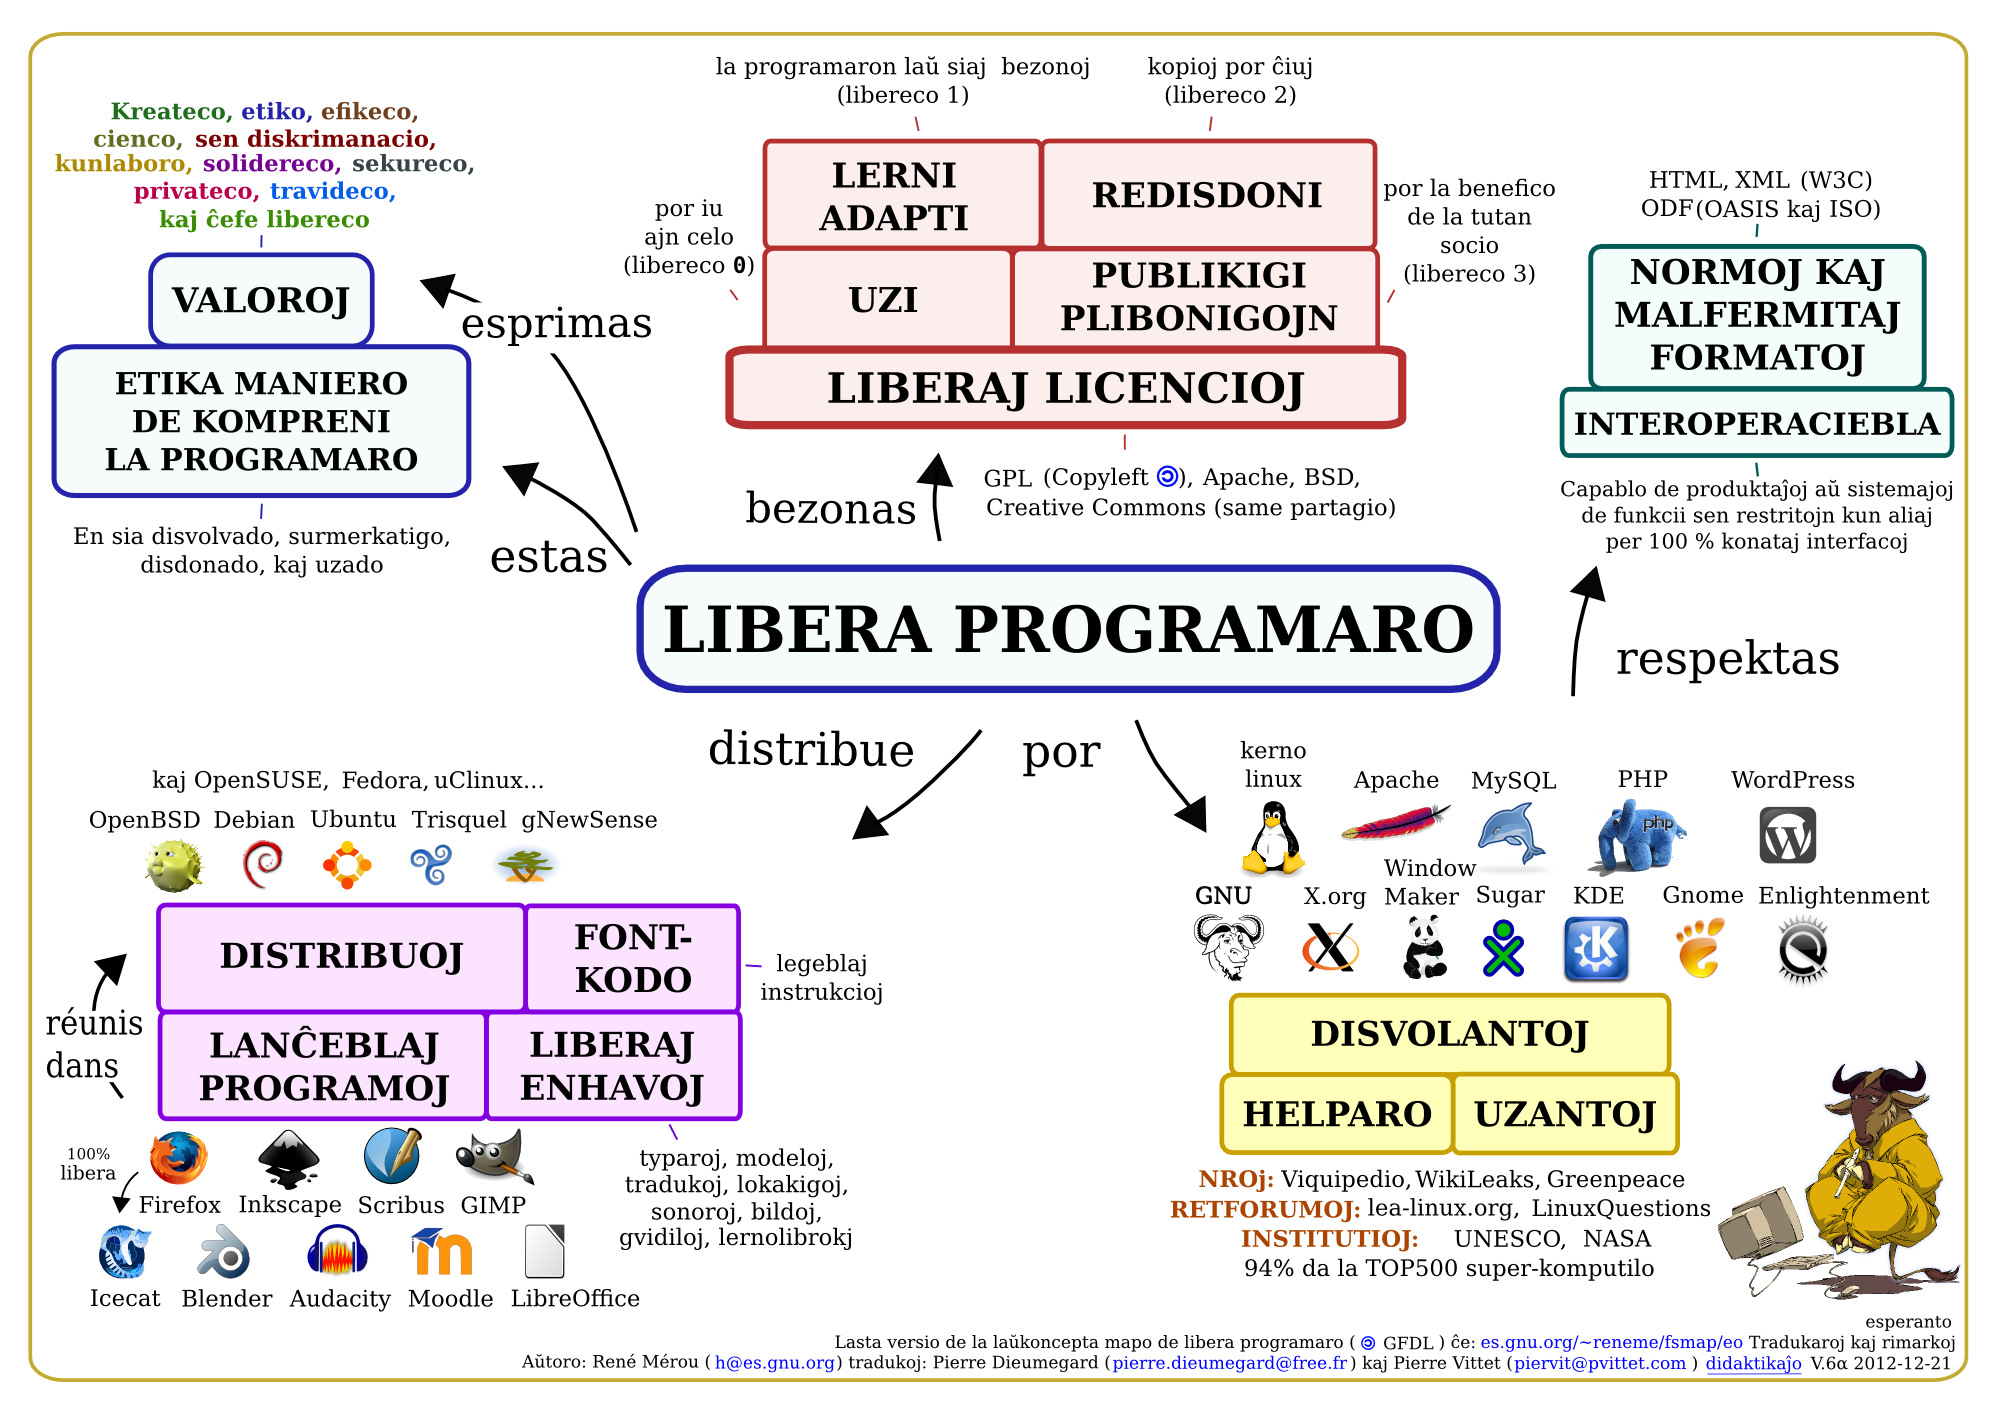 Kreateco, etiko, efikeco,
cienco, sen diskrimanacio,
kunlaboro, solidereco, sekureco,
privateco, travideco,
kaj ĉefe libereco
VALOROJ
ETIKA MANIERO
DE KOMPRENI
LA PROGRAMARO
En sia disvolvado, surmerkatigo,
disdonado, kaj uzado
esprimas
estas
la programaron laŭ siaj bezonoj
(libereco 1)
kopioj por ĉiuj
(libereco 2)
por iu
ajn celo
(libereco 0)
por la benefico
de la tutan
socio
(libereco 3)
LERNI
ADAPTI
REDISDONI
UZI
PUBLIKIGI
PLIBONIGOJN
LIBERAJ LICENCIOJ
GPL (Copyleft ), Apache, BSD,
Creative Commons (same partagio)
bezonas
HTML, XML (W3C)
ODF(OASIS kaj ISO)
NORMOJ KAJ
MALFERMITAJ
FORMATOJ
INTEROPERACIEBLA
Capablo de produktaĵoj aŭ sistemajoj
de funkcii sen restritojn kun aliaj
per 100 % konataj interfacoj
respektas
LIBERA PROGRAMARO
distribue
por
kaj OpenSUSE, Fedora, uClinux...
OpenBSD Debian Ubuntu Trisquel gNewSense
DISTRIBUOJ
FONT-
KODO
LANĈEBLAJ
PROGRAMOJ
LIBERAJ
ENHAVOJ
legeblaj
instrukcioj
réunis
dans
100%
libera
Firefox Inkscape Scribus GIMP
Icecat Blender Audacity Moodle LibreOffice
typaroj, modeloj,
tradukoj, lokakigoj,
sonoroj, bildoj,
gvidiloj, lernolibrokj
kerno
linux
Apache MySQL PHP WordPress
php
GNU X.org Window
Maker Sugar KDE Gnome Enlightenment
DISVOLANTOJ
HELPARO
UZANTOJ
NROj: Viquipedio, WikiLeaks, Greenpeace
RETFORUMOJ: lea-linux.org, LinuxQuestions
INSTITUTIOJ: UNESCO, NASA
94% da la TOP500 super-komputilo
esperanto
Lasta versio de la laŭkoncepta mapo de libera programaro ( GFDL ) ĉe: es.gnu.org/~reneme/fsmap/eo Tradukaroj kaj rimarkoj
Aŭtoro: René Mérou ( h@es.gnu.org) tradukoj: Pierre Dieumegard (pierre.dieumegard@free.fr) kaj Pierre Vittet (piervit@pvittet.com ) didaktikaĵo V.6α 2012-12-21